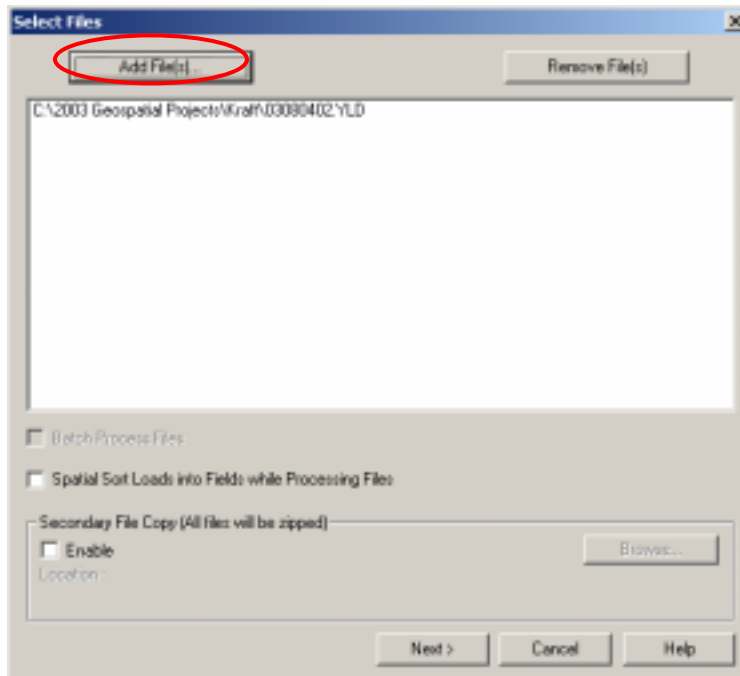 Select Files
Add File(s)...
Remove File(s)
C:\2003 Geospatial Projects\Kraft\03080402.YLD
Batch Process Files
Spatial Sort Loads into Fields while Processing Files
Secondary File Copy (All files will be zipped)
Enable
Browse...
Location :
Next >
Cancel
Help